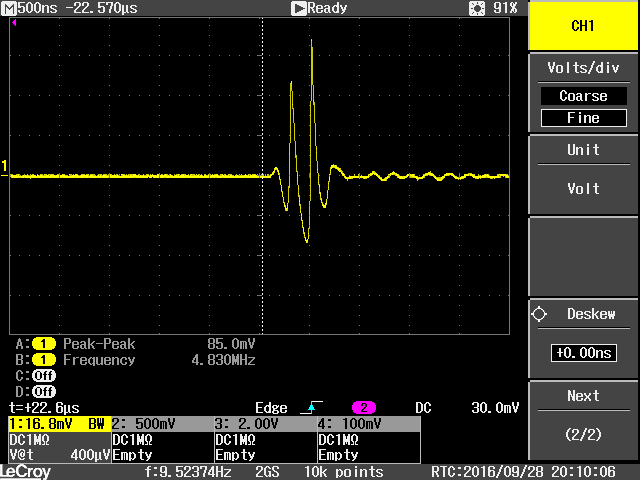 M 500ns -22.570µs Ready 91%
CH1
Volts/div
Coarse
Fine
Unit
Volt
1
Deskew
+0.00ns
Next
(2/2)
A: 1 Peak-Peak 85.0mV
B: 1 Frequency 4.830MHz
C: Off
D: Off
t=+22.6µs Edge 2 DC 30.0mV
1:16.8mV BW 2: 500mV 3: 2.00V 4: 100mV
DC1MΩ DC1MΩ DC1MΩ DC1MΩ
V@t 400µV Empty Empty Empty
LeCroy f:9.52374Hz 2GS 10k points RTC:2016/09/28 20:10:06